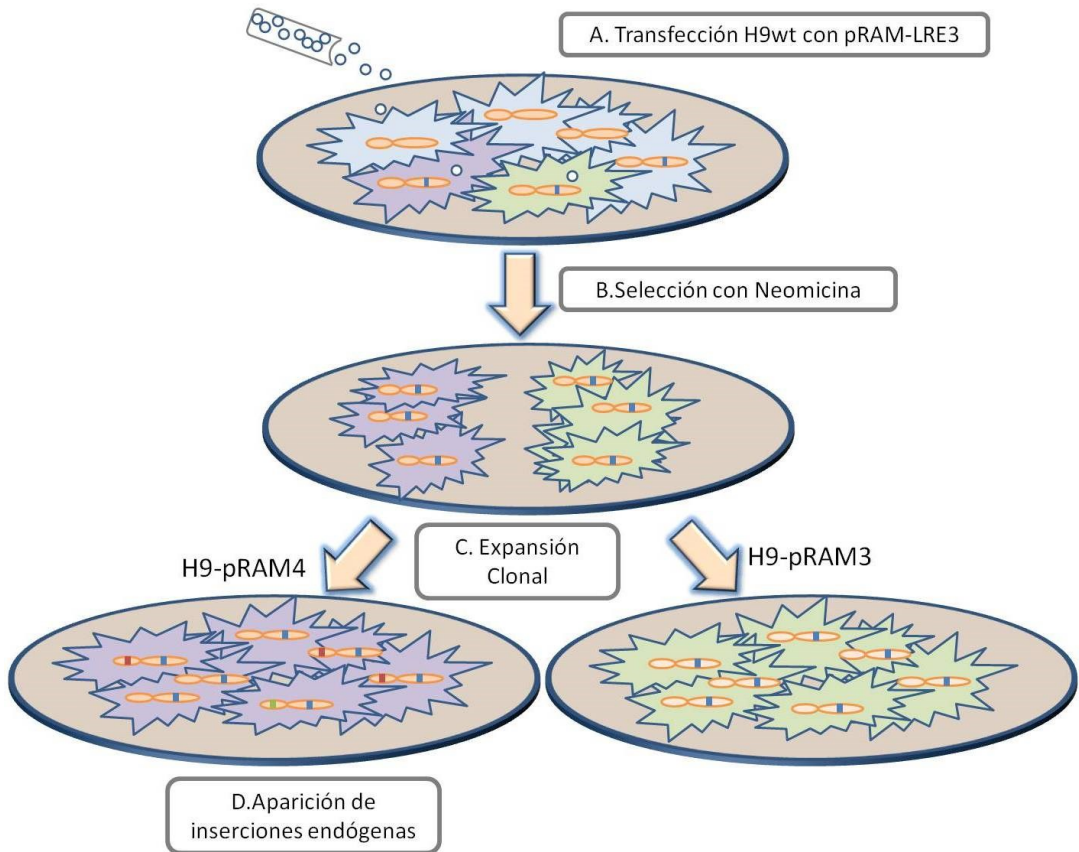 A. Transfección H9wt con pRAM-LRE3
B.Selección con Neomicina
C. Expansión
Clonal
H9-pRAM4
H9-pRAM3
D.Aparición de
inserciones endógenas